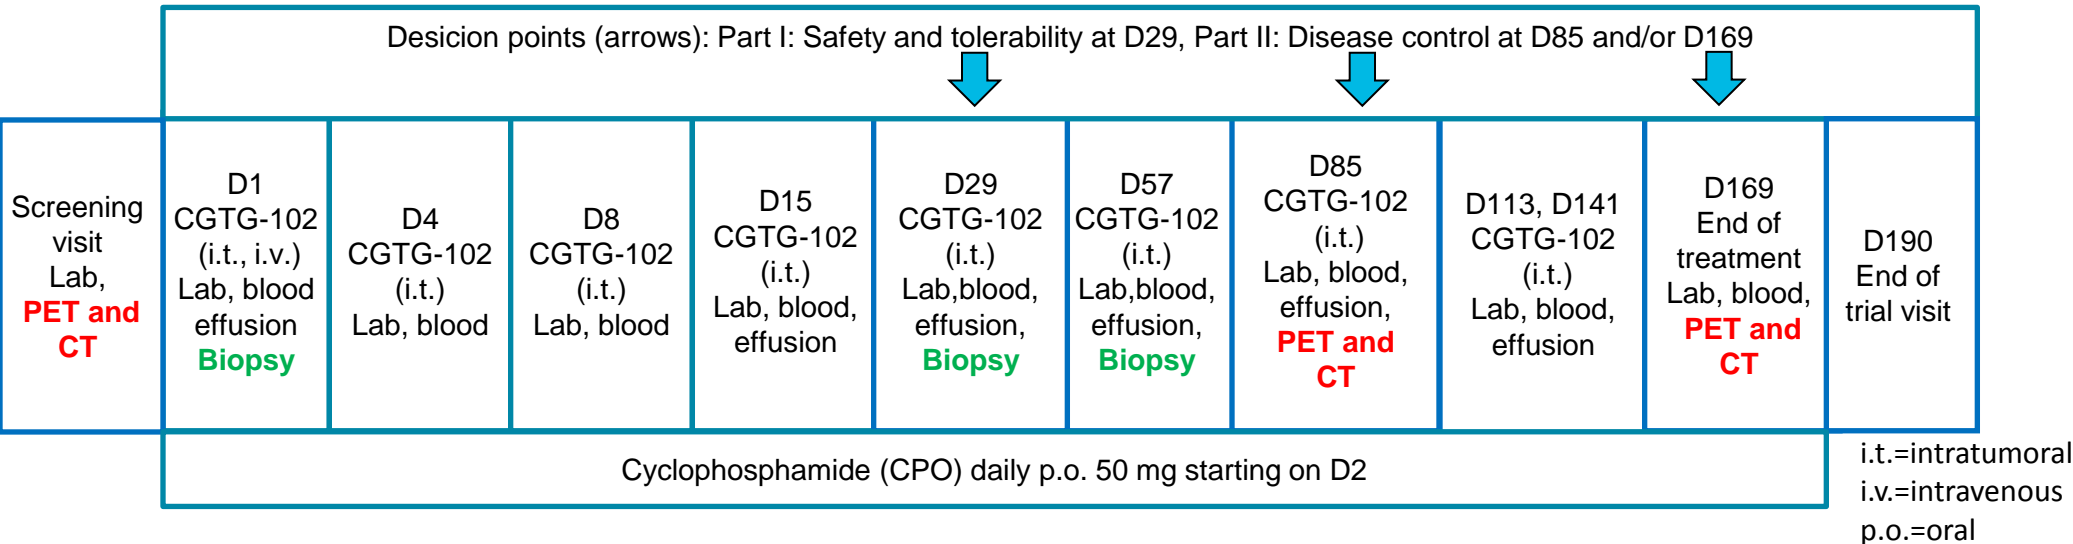 Desicion points (arrows): Part I: Safety and tolerability at D29, Part II: Disease control at D85 and/or D169
Screening
visit
Lab,
PET and
CT
D1
CGTG-102
(i.t., i.v.)
Lab, blood
effusion
Biopsy
D4
CGTG-102
(i.t.)
Lab, blood
D8
CGTG-102
(i.t.)
Lab, blood
D15
CGTG-102
(i.t.)
Lab, blood,
effusion
D29
CGTG-102
(i.t.)
Lab,blood,
effusion,
Biopsy
D57
CGTG-102
(i.t.)
Lab,blood,
effusion,
Biopsy
D85
CGTG-102
(i.t.)
Lab, blood,
effusion,
PET and
CT
D113, D141
CGTG-102
(i.t.)
Lab, blood,
effusion
D169
End of
treatment
Lab, blood,
PET and
CT
D190
End of
trial visit
Cyclophosphamide (CPO) daily p.o. 50 mg starting on D2
i.t.=intratumoral
i.v.=intravenous
p.o.=oral